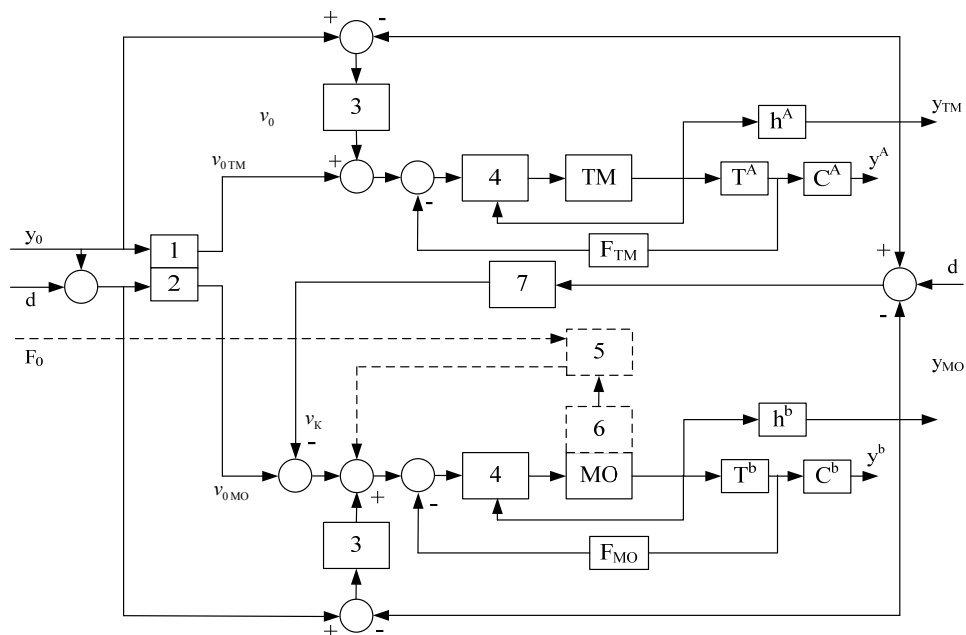 +
-
3
v₀
+
v₀ TM
-
4
TM
hᴬ
yTM
Tᴬ
Cᴬ
yᴬ
FTM
y₀
1
2
d
7
+
d
-
F₀
5
6
yMO
vK
-
v₀ MO
+
-
4
MO
hᵇ
Tᵇ
Cᵇ
yᵇ
FMO
3
+
-